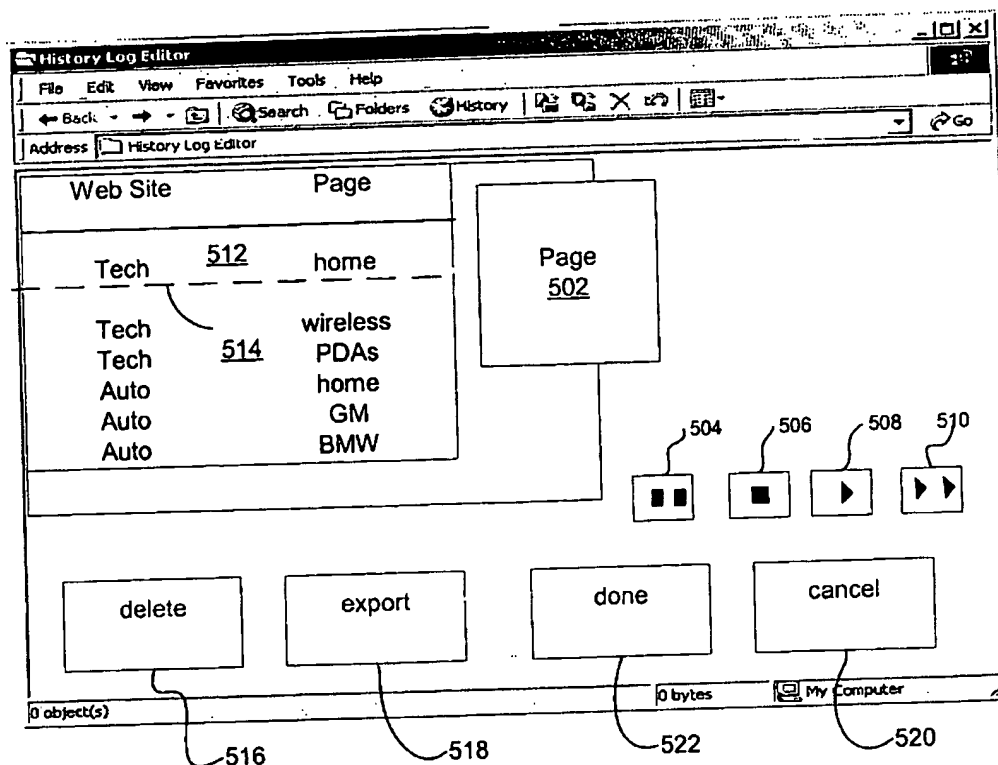 History Log Editor
File Edit View Favorites Tools Help
Back Search Folders History
Address History Log Editor Go
Web Site Page
Tech 512 home
Page
502
Tech wireless
Tech 514 PDAs
Auto home
Auto GM
Auto BMW
504 506 508 510
delete export done cancel
0 object(s) 0 bytes My Computer
516 518 522 520